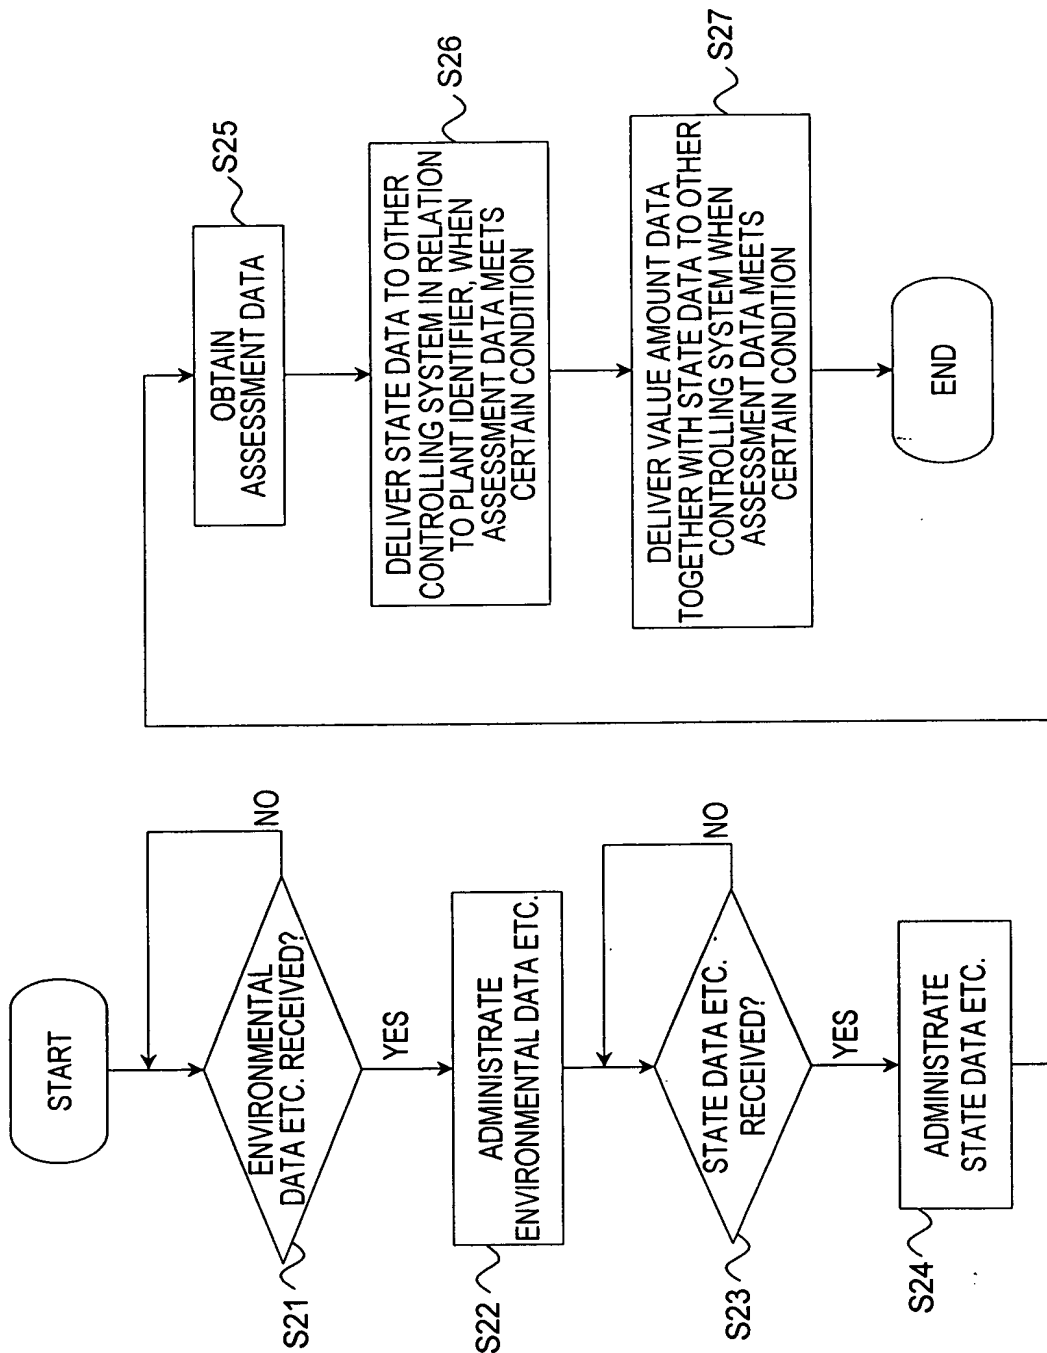 START
ENVIRONMENTAL
DATA ETC. RECEIVED?
NO
S21
YES
ADMINISTRATE
ENVIRONMENTAL DATA ETC.
S22
STATE DATA ETC.
RECEIVED?
NO
S23
YES
ADMINISTRATE
STATE DATA ETC.
S24
OBTAIN
ASSESSMENT DATA
S25
DELIVER STATE DATA TO OTHER
CONTROLLING SYSTEM IN RELATION
TO PLANT IDENTIFIER, WHEN
ASSESSMENT DATA MEETS
CERTAIN CONDITION
S26
DELIVER VALUE AMOUNT DATA
TOGETHER WITH STATE DATA TO OTHER
CONTROLLING SYSTEM WHEN
ASSESSMENT DATA MEETS
CERTAIN CONDITION
S27
END